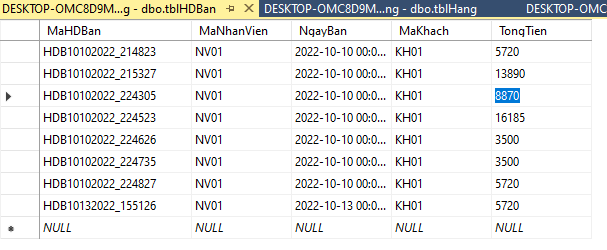 DESKTOP-OMC8D9M...g - dbo.tblHDBan DESKTOP-OMC8D9M...ng - dbo.tblHang DESKTOP-OMC
MaHDBan MaNhanVien NgayBan MaKhach TongTien
HDB10102022_214823 NV01 2022-10-10 00:0... KH01 5720
HDB10102022_215327 NV01 2022-10-10 00:0... KH01 13890
HDB10102022_224305 NV01 2022-10-10 00:0... KH01 8870
HDB10102022_224523 NV01 2022-10-10 00:0... KH01 16185
HDB10102022_224626 NV01 2022-10-10 00:0... KH01 3500
HDB10102022_224735 NV01 2022-10-10 00:0... KH01 3500
HDB10102022_224827 NV01 2022-10-10 00:0... KH01 5720
HDB10132022_155126 NV01 2022-10-13 00:0... KH01 5720
NULL NULL NULL NULL NULL